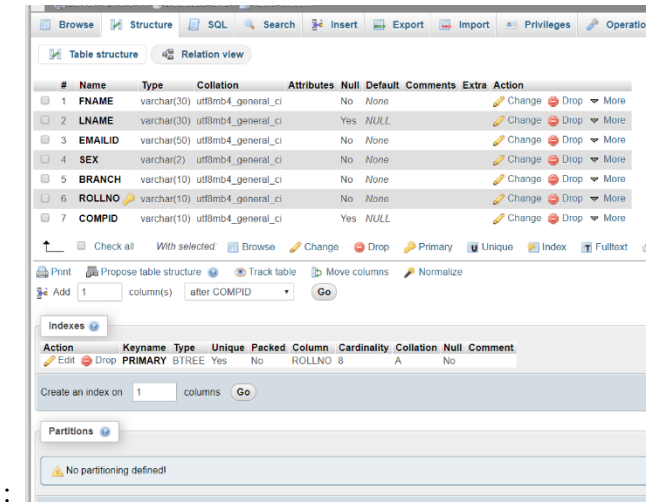 Browse Structure SQL Search Insert Export Import Privileges Operatio
Table structure Relation view
# Name Type Collation Attributes Null Default Comments Extra Action
1 FNAME varchar(30) utf8mb4_general_ci No None Change Drop More
2 LNAME varchar(30) utf8mb4_general_ci Yes NULL Change Drop More
3 EMAILID varchar(50) utf8mb4_general_ci No None Change Drop More
4 SEX varchar(2) utf8mb4_general_ci No None Change Drop More
5 BRANCH varchar(10) utf8mb4_general_ci No None Change Drop More
6 ROLLNO varchar(10) utf8mb4_general_ci No None Change Drop More
7 COMPID varchar(10) utf8mb4_general_ci Yes NULL Change Drop More
Check all With selected: Browse Change Drop Primary Unique Index Fulltext
Print Propose table structure Track table Move columns Normalize
Add 1 column(s) after COMPID Go
Indexes
Action Keyname Type Unique Packed Column Cardinality Collation Null Comment
Edit Drop PRIMARY BTREE Yes No ROLLNO 8 A No
Create an index on 1 columns Go
Partitions
No partitioning defined!
: